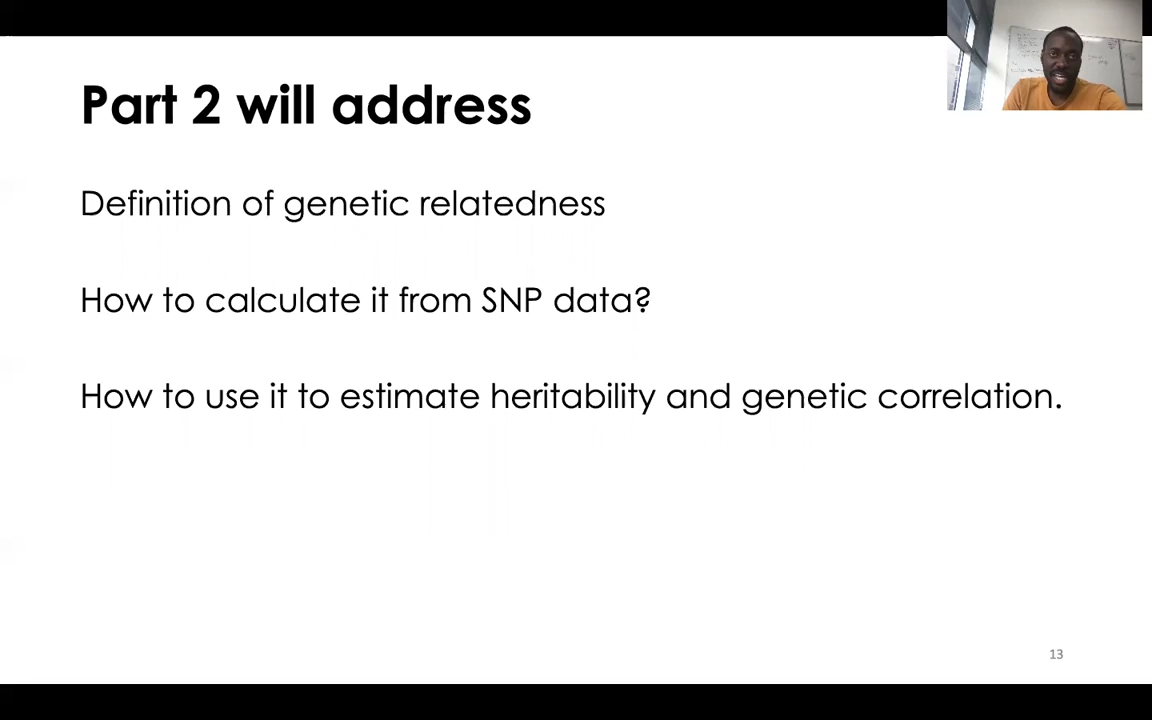 Part 2 will address
Definition of genetic relatedness
How to calculate it from SNP data?
How to use it to estimate heritability and genetic correlation.
13